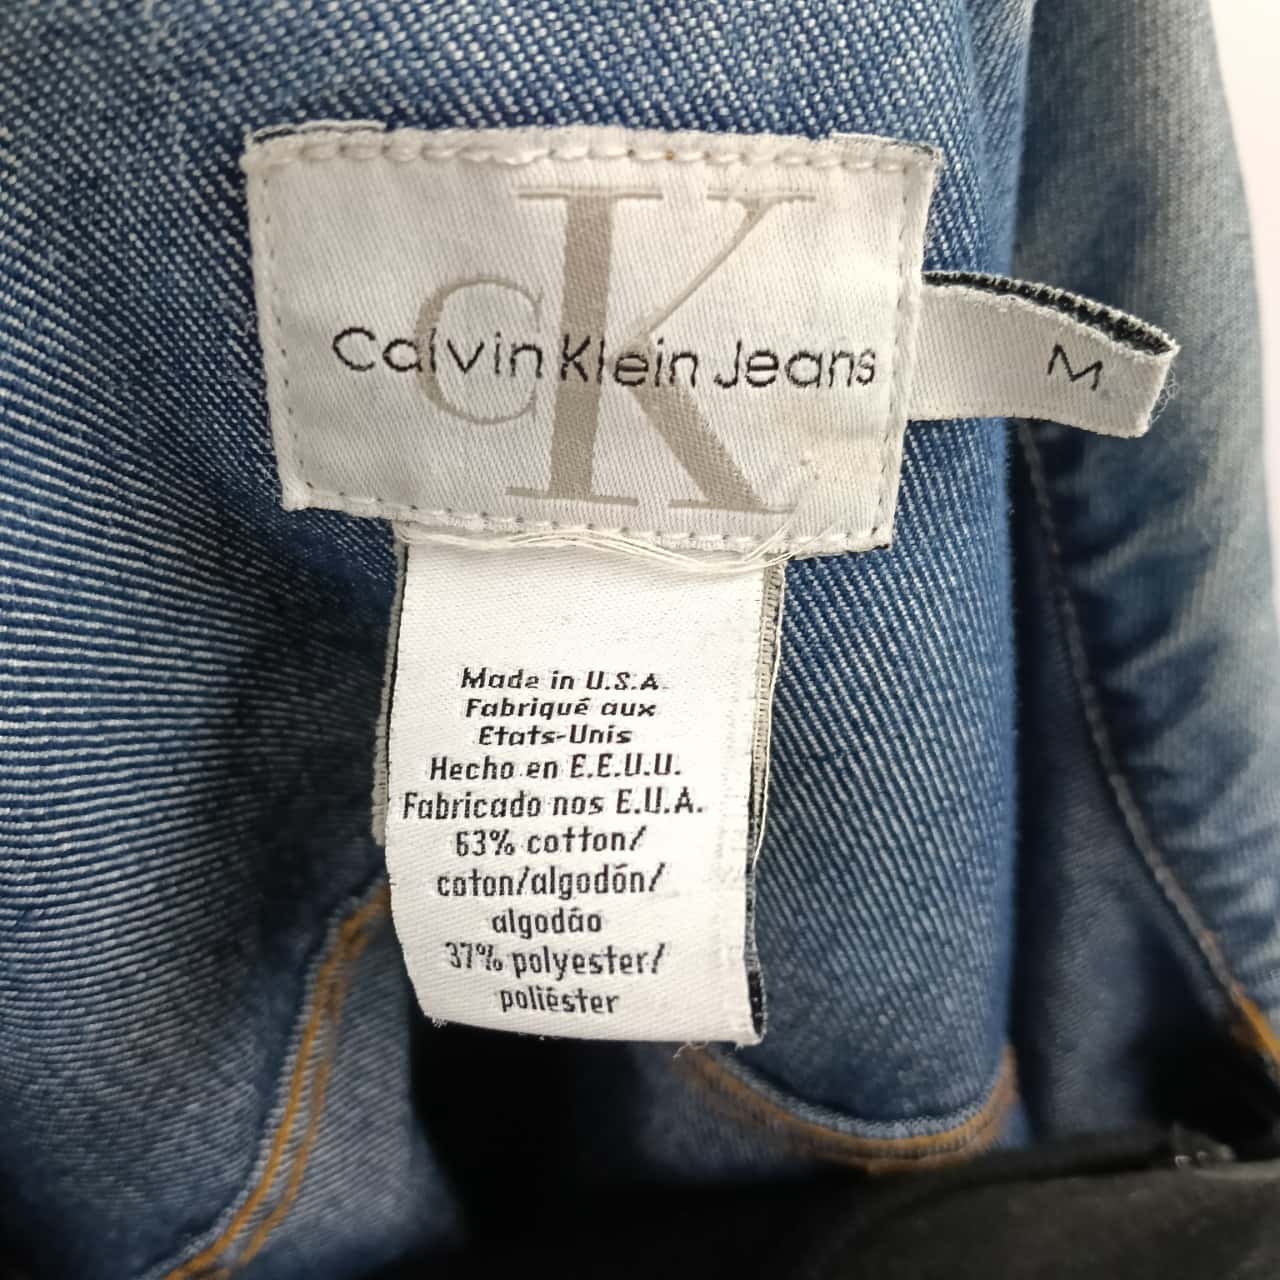 cK
Calvin Klein Jeans
M
Made in U.S.A.
Fabriqué aux
Etats-Unis
Hecho en E.E.U.U.
Fabricado nos E.U.A.
63% cotton/
coton/algodón/
algodão
37% polyester/
poliéster